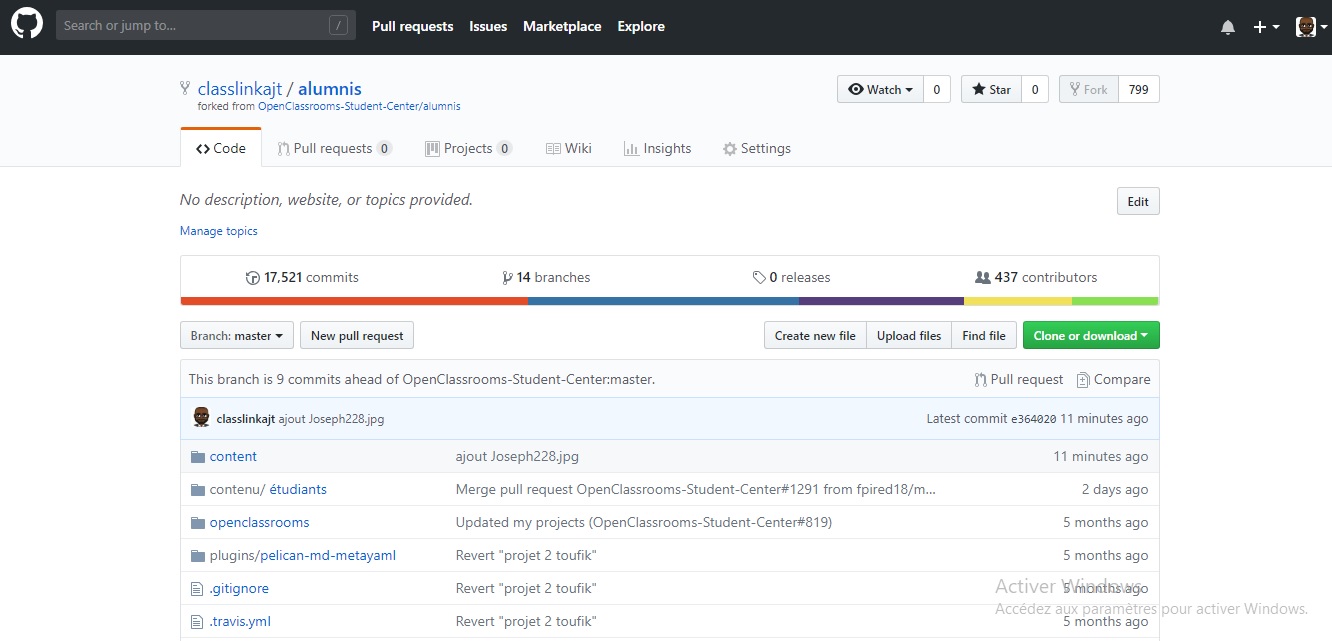 Search or jump to... / Pull requests Issues Marketplace Explore
classlinkajt / alumnis Watch 0 Star 0 Fork 799
forked from OpenClassrooms-Student-Center/alumnis
Code Pull requests 0 Projects 0 Wiki Insights Settings
No description, website, or topics provided. Edit
Manage topics
17,521 commits 14 branches 0 releases 437 contributors
Branch: master New pull request Create new file Upload files Find file Clone or download
This branch is 9 commits ahead of OpenClassrooms-Student-Center:master. Pull request Compare
classlinkajt ajout Joseph228.jpg Latest commit e364020 11 minutes ago
content ajout Joseph228.jpg 11 minutes ago
contenu/ étudiants Merge pull request OpenClassrooms-Student-Center#1291 from fpired18/m... 2 days ago
openclassrooms Updated my projects (OpenClassrooms-Student-Center#819) 5 months ago
plugins/pelican-md-metayaml Revert "projet 2 toufik" 5 months ago
.gitignore Revert "projet 2 toufik" 5 months ago
Activer Windows
.travis.yml Revert "projet 2 toufik" 5 months ago
Accédez aux paramètres pour activer Windows.